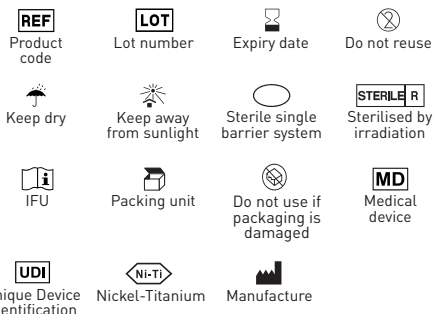 REF
Product
code
LOT
Lot number
Expiry date
2
Do not reuse
Keep dry
Keep away
from sunlight
Sterile single
barrier system
STERILE R
Sterilised by
irradiation
i
IFU
Packing unit
Do not use if
packaging is
damaged
MD
Medical
device
UDI
nique Device
entification
Ni-Ti
Nickel-Titanium
Manufacture